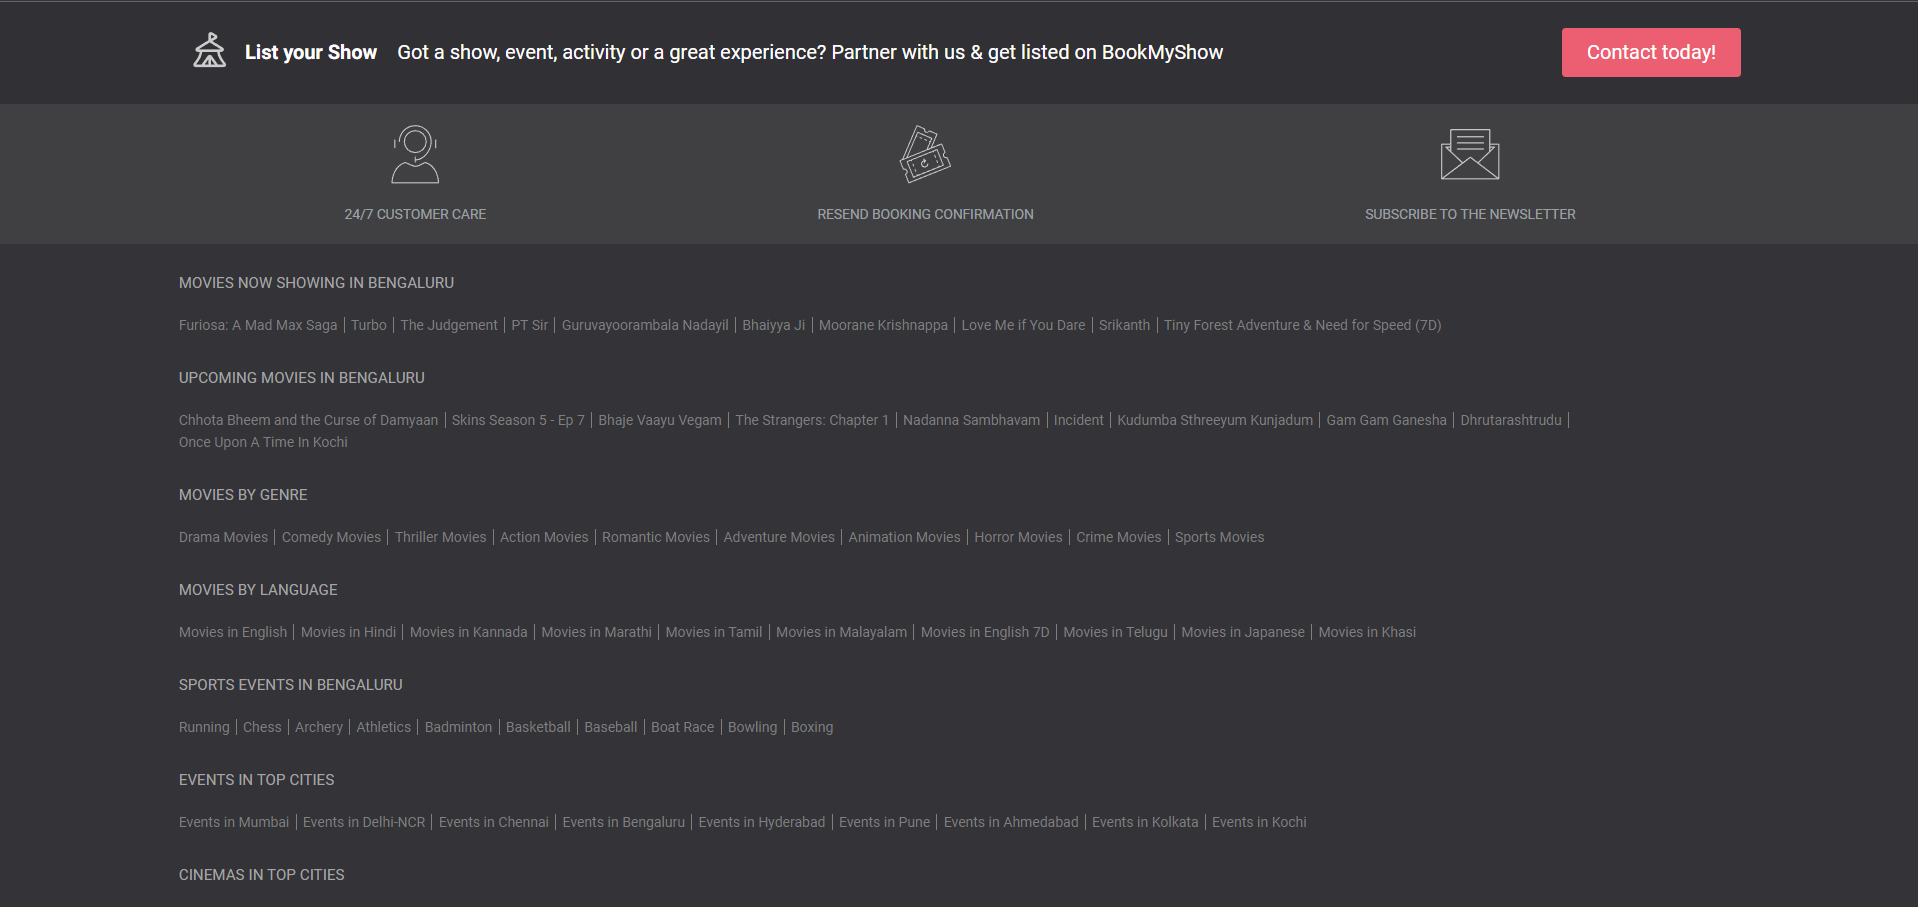 List your Show Got a show, event, activity or a great experience? Partner with us & get listed on BookMyShow Contact today!
24/7 CUSTOMER CARE RESEND BOOKING CONFIRMATION SUBSCRIBE TO THE NEWSLETTER
MOVIES NOW SHOWING IN BENGALURU
Furiosa: A Mad Max Saga | Turbo | The Judgement | PT Sir | Guruvayoorambala Nadayil | Bhaiyya Ji | Moorane Krishnappa | Love Me if You Dare | Srikanth | Tiny Forest Adventure & Need for Speed (7D)
UPCOMING MOVIES IN BENGALURU
Chhota Bheem and the Curse of Damyaan | Skins Season 5 - Ep 7 | Bhaje Vaayu Vegam | The Strangers: Chapter 1 | Nadanna Sambhavam | Incident | Kudumba Sthreeyum Kunjadum | Gam Gam Ganesha | Dhrutarashtrudu |
Once Upon A Time In Kochi
MOVIES BY GENRE
Drama Movies | Comedy Movies | Thriller Movies | Action Movies | Romantic Movies | Adventure Movies | Animation Movies | Horror Movies | Crime Movies | Sports Movies
MOVIES BY LANGUAGE
Movies in English | Movies in Hindi | Movies in Kannada | Movies in Marathi | Movies in Tamil | Movies in Malayalam | Movies in English 7D | Movies in Telugu | Movies in Japanese | Movies in Khasi
SPORTS EVENTS IN BENGALURU
Running | Chess | Archery | Athletics | Badminton | Basketball | Baseball | Boat Race | Bowling | Boxing
EVENTS IN TOP CITIES
Events in Mumbai | Events in Delhi-NCR | Events in Chennai | Events in Bengaluru | Events in Hyderabad | Events in Pune | Events in Ahmedabad | Events in Kolkata | Events in Kochi
CINEMAS IN TOP CITIES